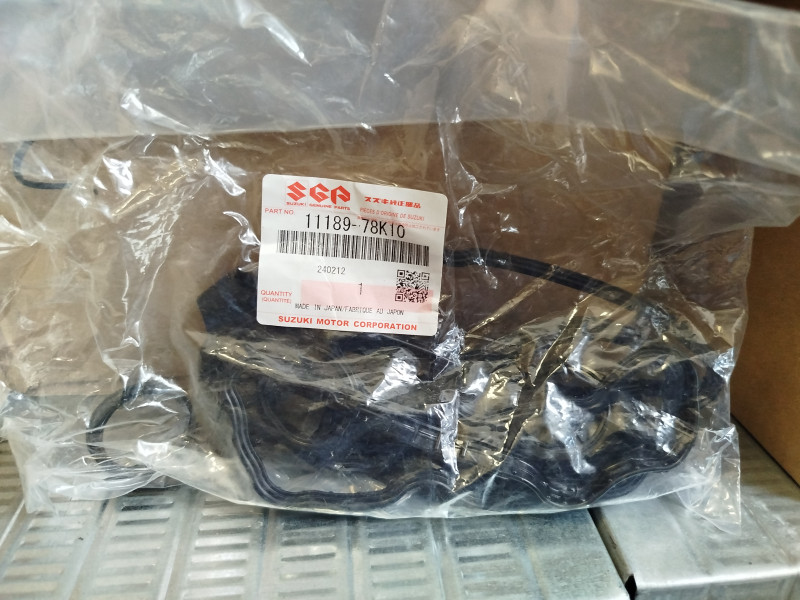 SGP スズキ純正部品
SUZUKI GENUINE PARTS PIECES D'ORIGINE DE SUZUKI
PART NO. 11189-78K10
240212
QUANTITY
(QUANTITE) 1
MADE IN JAPAN/FABRIQUE AU JAPON
SUZUKI MOTOR CORPORATION